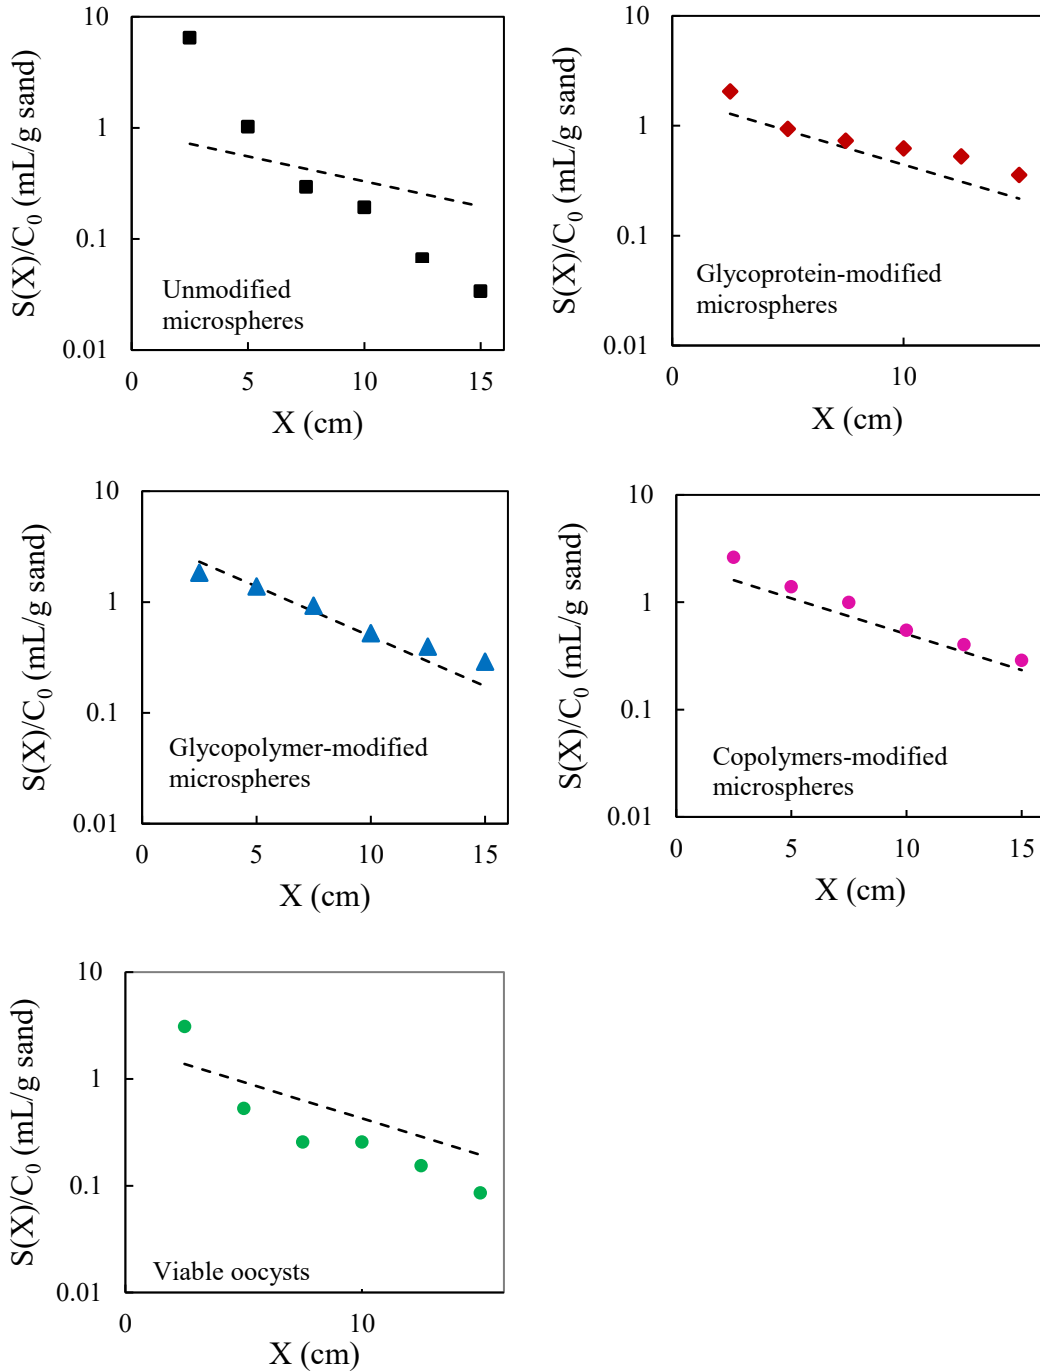 10
1
0.1
0.01
S(X)/C0 (mL/g sand)
Unmodified
microspheres
0 5 10 15
X (cm)
10
1
0.1
0.01
S(X)/C0 (mL/g sand)
Glycoprotein-modified
microspheres
0 10
X (cm)
10
1
0.1
0.01
S(X)/C0 (mL/g sand)
Glycopolymer-modified
microspheres
0 5 10 15
X (cm)
10
1
0.1
0.01
S(X)/C0 (mL/g sand)
Copolymers-modified
microspheres
0 5 10 15
X (cm)
10
1
0.1
0.01
S(X)/C0 (mL/g sand)
Viable oocysts
0 10
X (cm)